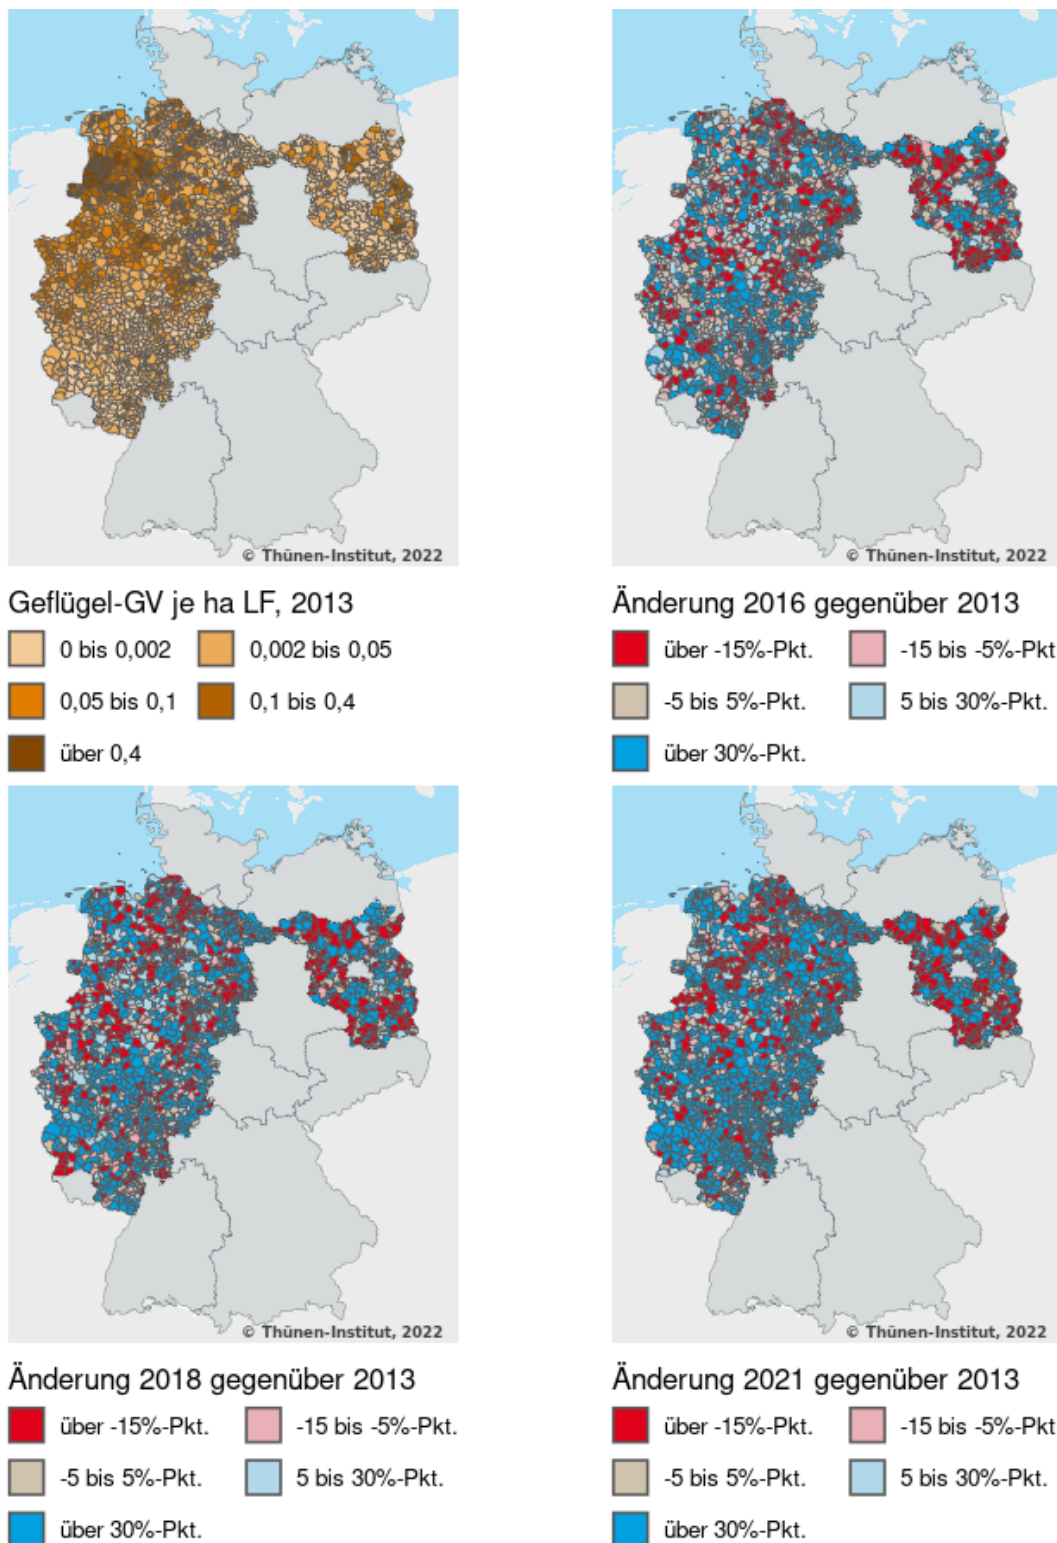 © Thünen-Institut, 2022
© Thünen-Institut, 2022
Geflügel-GV je ha LF, 2013
0 bis 0,002
0,002 bis 0,05
0,05 bis 0,1
0,1 bis 0,4
über 0,4
Änderung 2016 gegenüber 2013
über -15%-Pkt.
-15 bis -5%-Pkt
-5 bis 5%-Pkt.
5 bis 30%-Pkt.
über 30%-Pkt.
© Thünen-Institut, 2022
© Thünen-Institut, 2022
Änderung 2018 gegenüber 2013
über -15%-Pkt.
-15 bis -5%-Pkt.
-5 bis 5%-Pkt.
5 bis 30%-Pkt.
über 30%-Pkt.
Änderung 2021 gegenüber 2013
über -15%-Pkt.
-15 bis -5%-Pkt
-5 bis 5%-Pkt.
5 bis 30%-Pkt.
über 30%-Pkt.